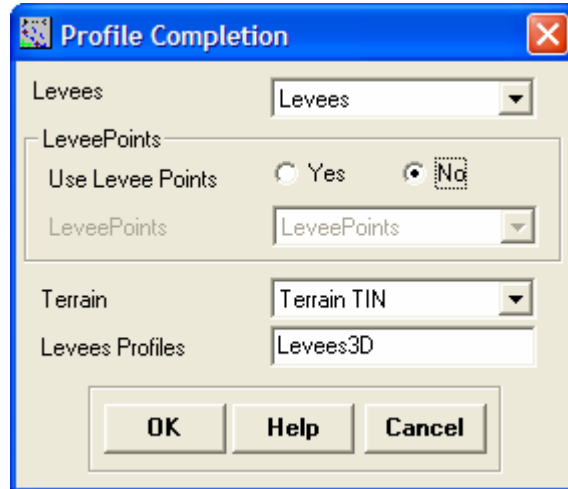 Profile Completion
Levees Levees
LeveePoints
Use Levee Points Yes No
LeveePoints LeveePoints
Terrain Terrain TIN
Levees Profiles Levees3D
OK Help Cancel